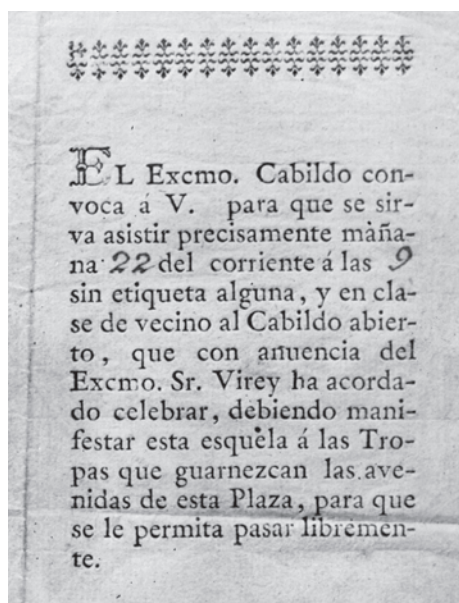 EL Excmo. Cabildo con-
voca á V. para que se sir-
va asistir precisamente màña-
na 22 del corriente á las 9
sin etiqueta alguna, y en cla-
se de vecino al Cabildo abier-
to, que con anuencia del
Excmo. Sr. Virey ha acorda-
do celebrar, debiendo mani-
festar esta esquela á las Tro-
pas que guarnezcan las ave-
nidas de esta Plaza, para que
se le permita pasar libremen-
te.